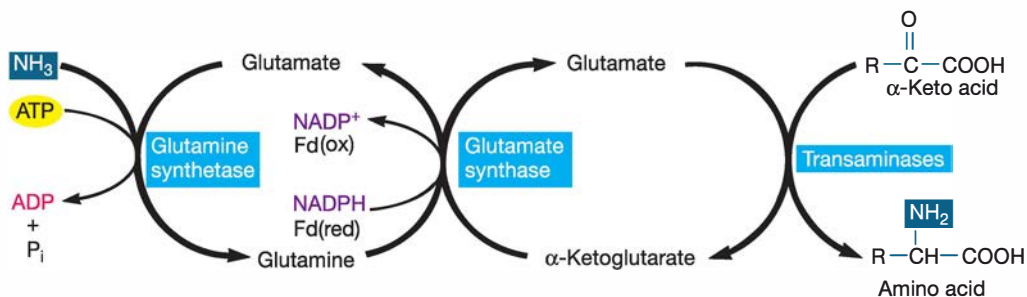 NH₃
ATP
ADP
+
Pᵢ
Glutamine
synthetase
Glutamate
NADP⁺
Fd(ox)
NADPH
Fd(red)
Glutamine
Glutamate
synthase
Glutamate
α-Ketoglutarate
Transaminases
O
R–C–COOH
α-Keto acid
NH₂
R–CH–COOH
Amino acid